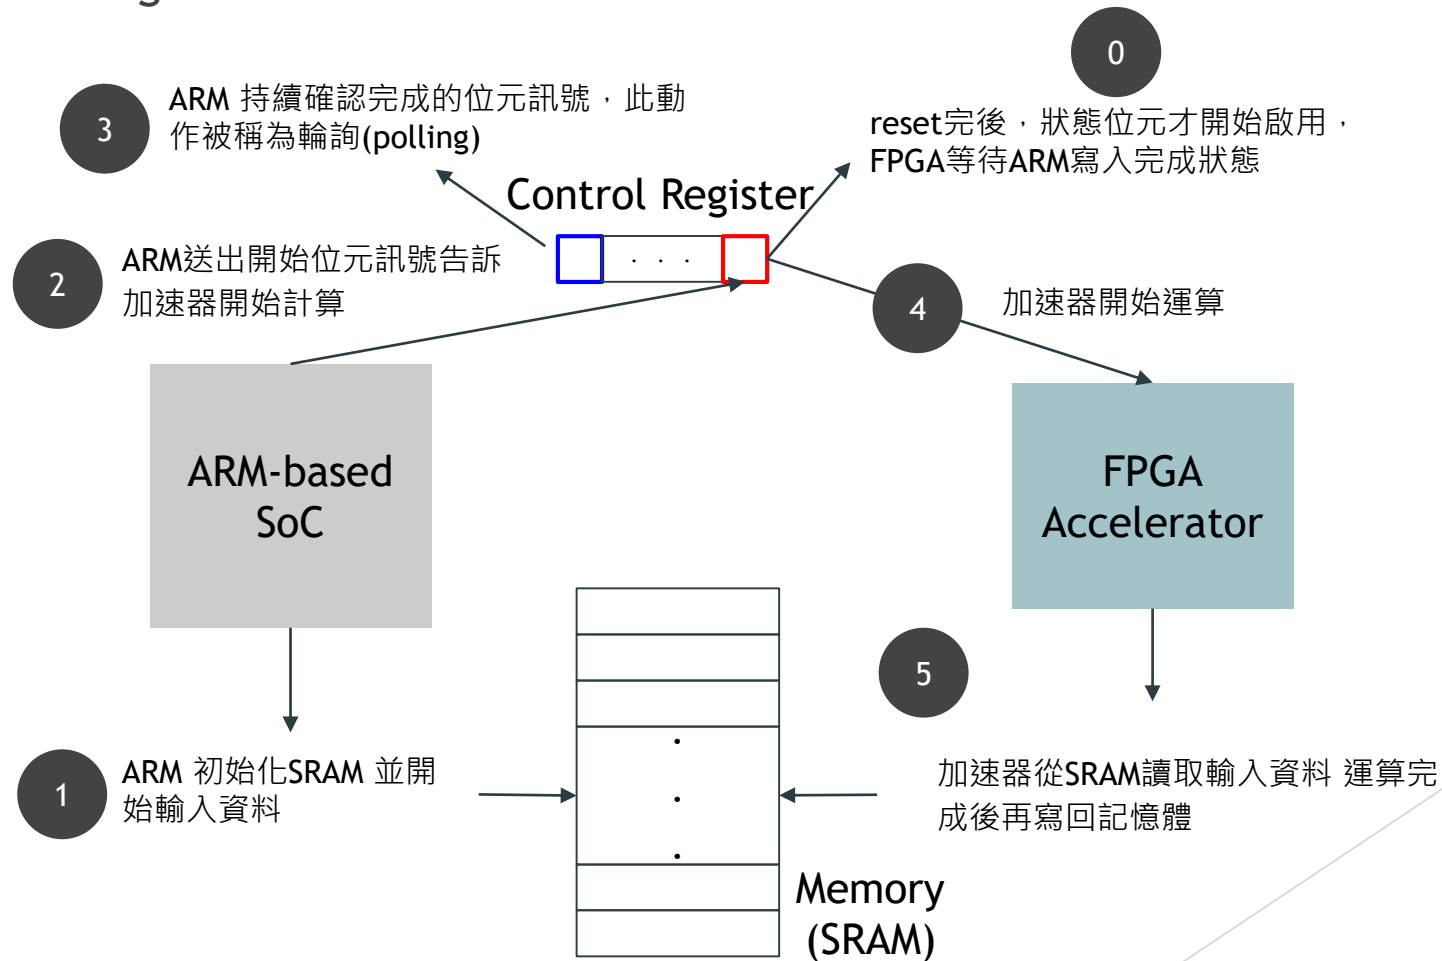 0
3
ARM 持續確認完成的位元訊號，此動
作被稱為輪詢(polling)
reset完後，狀態位元才開始啟用，
FPGA等待ARM寫入完成狀態
Control Register
. . .
2
ARM送出開始位元訊號告訴
加速器開始計算
4
加速器開始運算
ARM-based
SoC
FPGA
Accelerator
5
1
ARM 初始化SRAM 並開
始輸入資料
.
.
.
加速器從SRAM讀取輸入資料 運算完
成後再寫回記憶體
Memory
(SRAM)